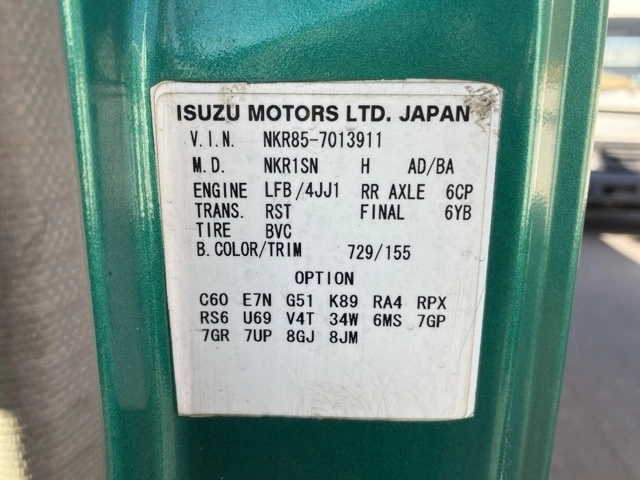 ISUZU MOTORS LTD. JAPAN
V.I.N. NKR85-7013911
M.D. NKR1SN H AD/BA
ENGINE LFB/4JJ1 RR AXLE 6CP
TRANS. RST FINAL 6YB
TIRE BVC
B.COLOR/TRIM 729/155
OPTION
C60 E7N G51 K89 RA4 RPX
RS6 U69 V4T 34W 6MS 7GP
7GR 7UP 8GJ 8JM